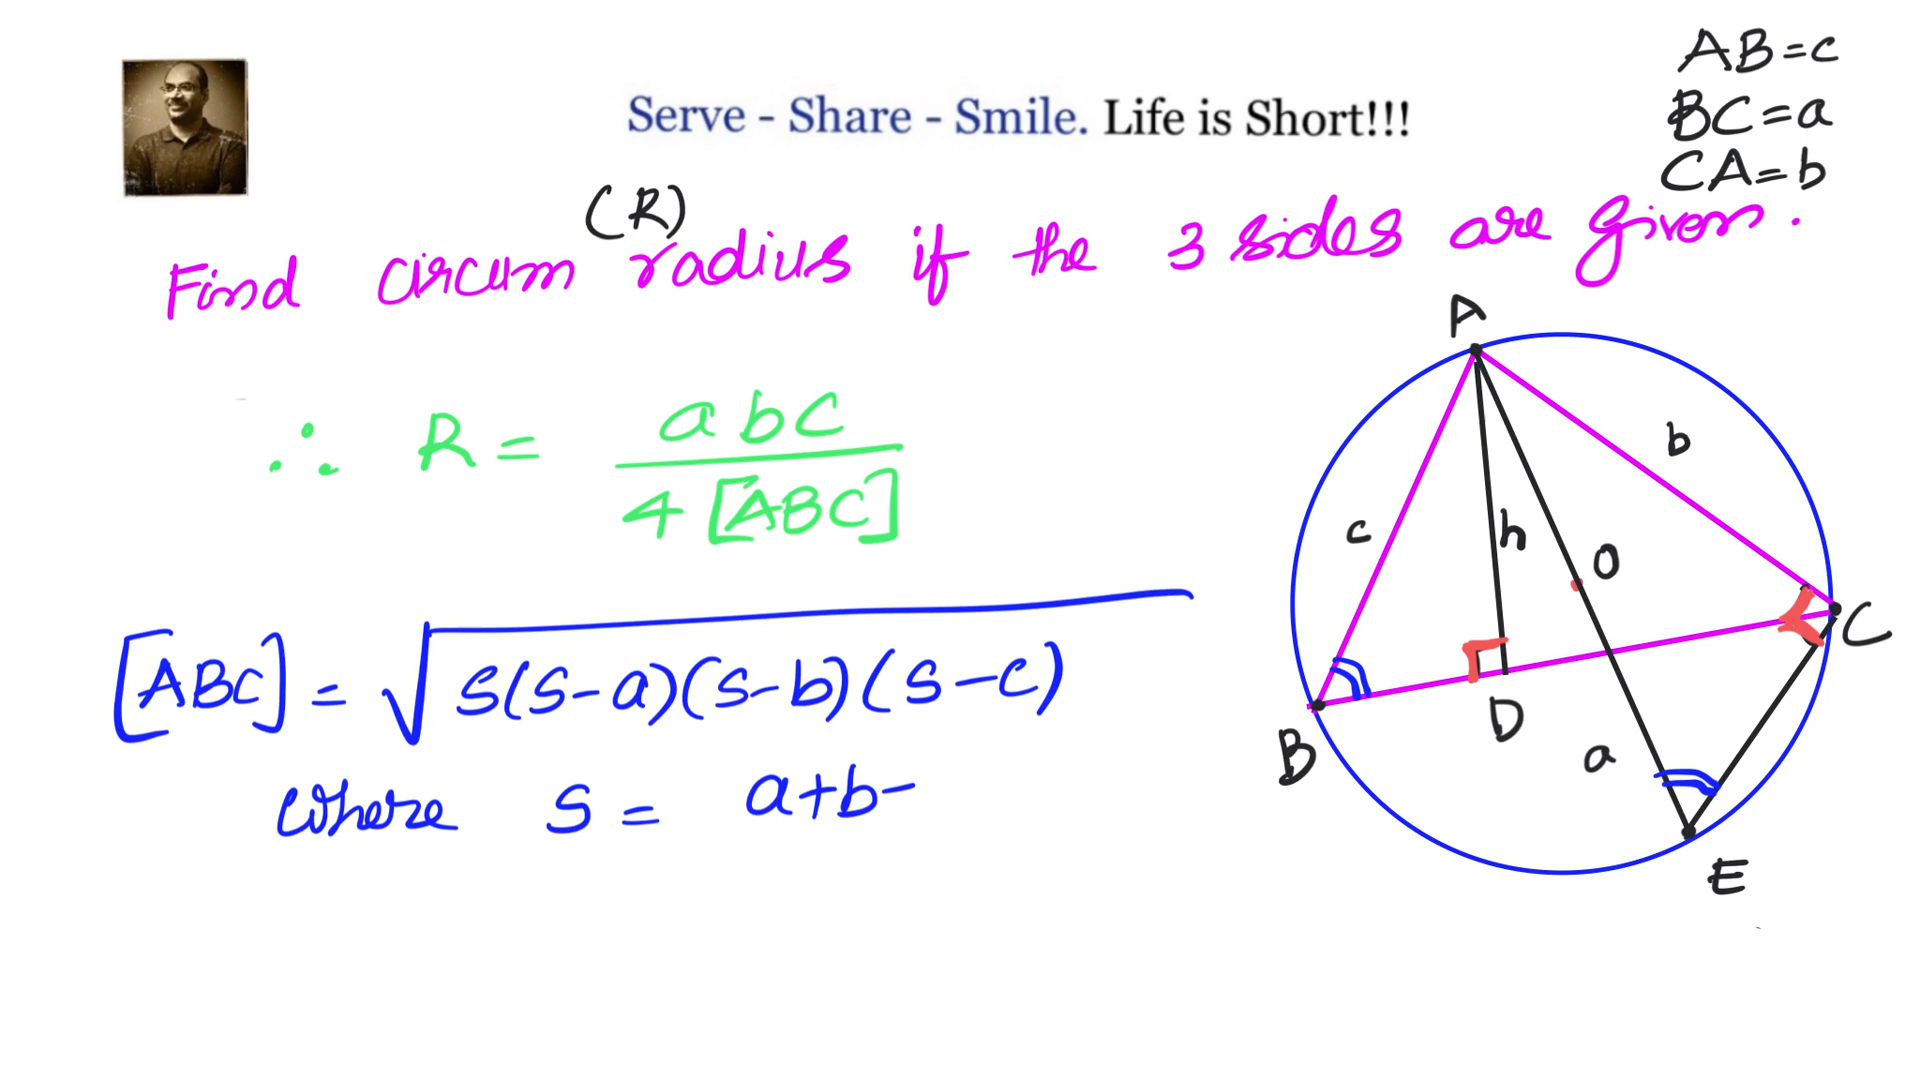 AB=c
BC=a
CA=b
Serve - Share - Smile. Life is Short!!!
(R)
Find circum radius if the 3 sides are given.
∴ R = abc / 4[ABC]
[ABC] = √s(s-a)(s-b)(s-c)
where s = a+b-
A
b
c
h
O
C
D
B
a
E